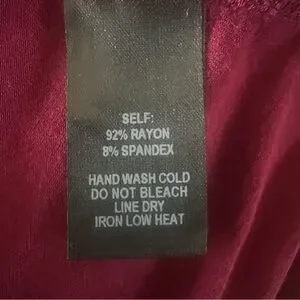 SELF:
92% RAYON
8% SPANDEX
HAND WASH COLD
DO NOT BLEACH
LINE DRY
IRON LOW HEAT